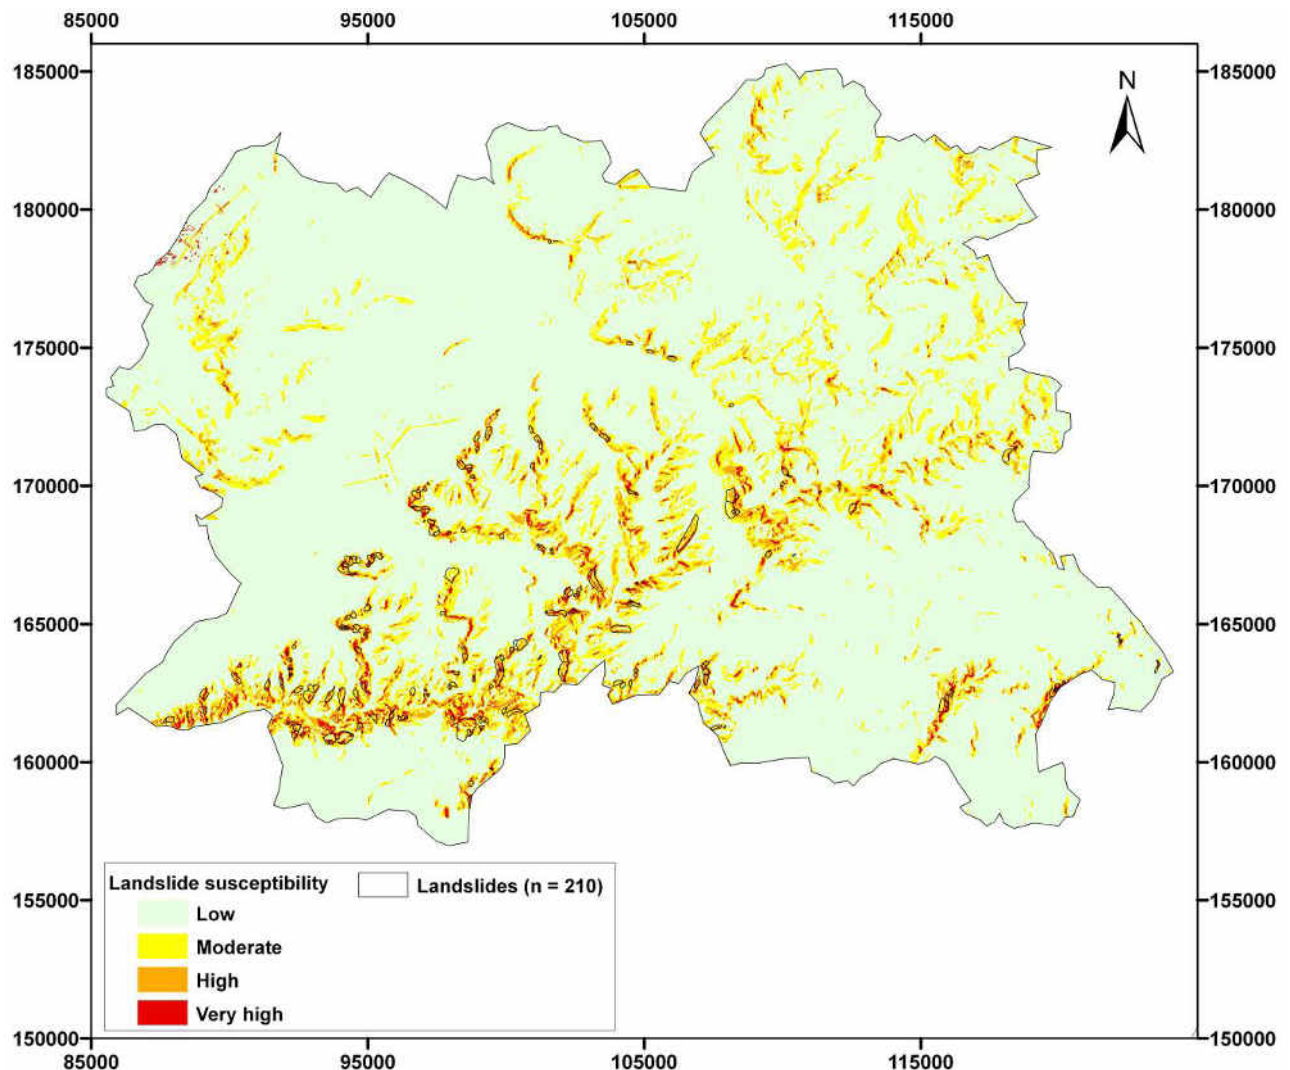 85000 95000 105000 115000
185000 185000
N
180000 180000
175000 175000
170000 170000
165000 165000
160000 160000
155000 155000
150000 150000
Landslide susceptibility Landslides (n = 210)
Low
Moderate
High
Very high
85000 95000 105000 115000